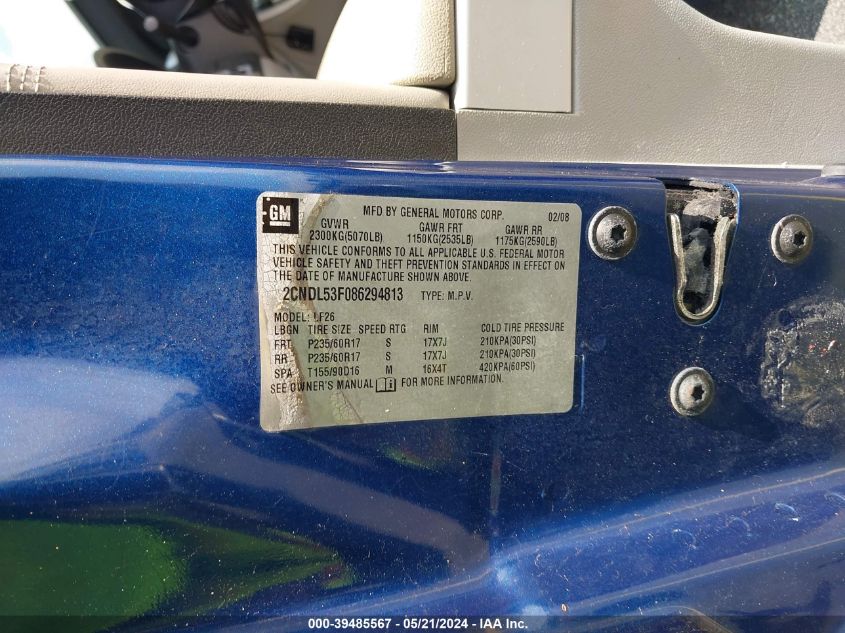 GM MFD BY GENERAL MOTORS CORP. 02/08
GVWR GAWR FRT GAWR RR
2300KG(5070LB) 1150KG(2535LB) 1175KG(2590LB)
THIS VEHICLE CONFORMS TO ALL APPLICABLE U.S. FEDERAL MOTOR
VEHICLE SAFETY AND THEFT PREVENTION STANDARDS IN EFFECT ON
THE DATE OF MANUFACTURE SHOWN ABOVE.
2CNDL53F086294813 TYPE: M.P.V.
MODEL: LF26
LBGN TIRE SIZE SPEED RTG RIM COLD TIRE PRESSURE
FRT P235/60R17 S 17X7J 210KPA(30PSI)
RR P235/60R17 S 17X7J 210KPA(30PSI)
SPA T155/90D16 M 16X4T 420KPA(60PSI)
SEE OWNER'S MANUAL FOR MORE INFORMATION.
000-39485567 - 05/21/2024 - IAA Inc.